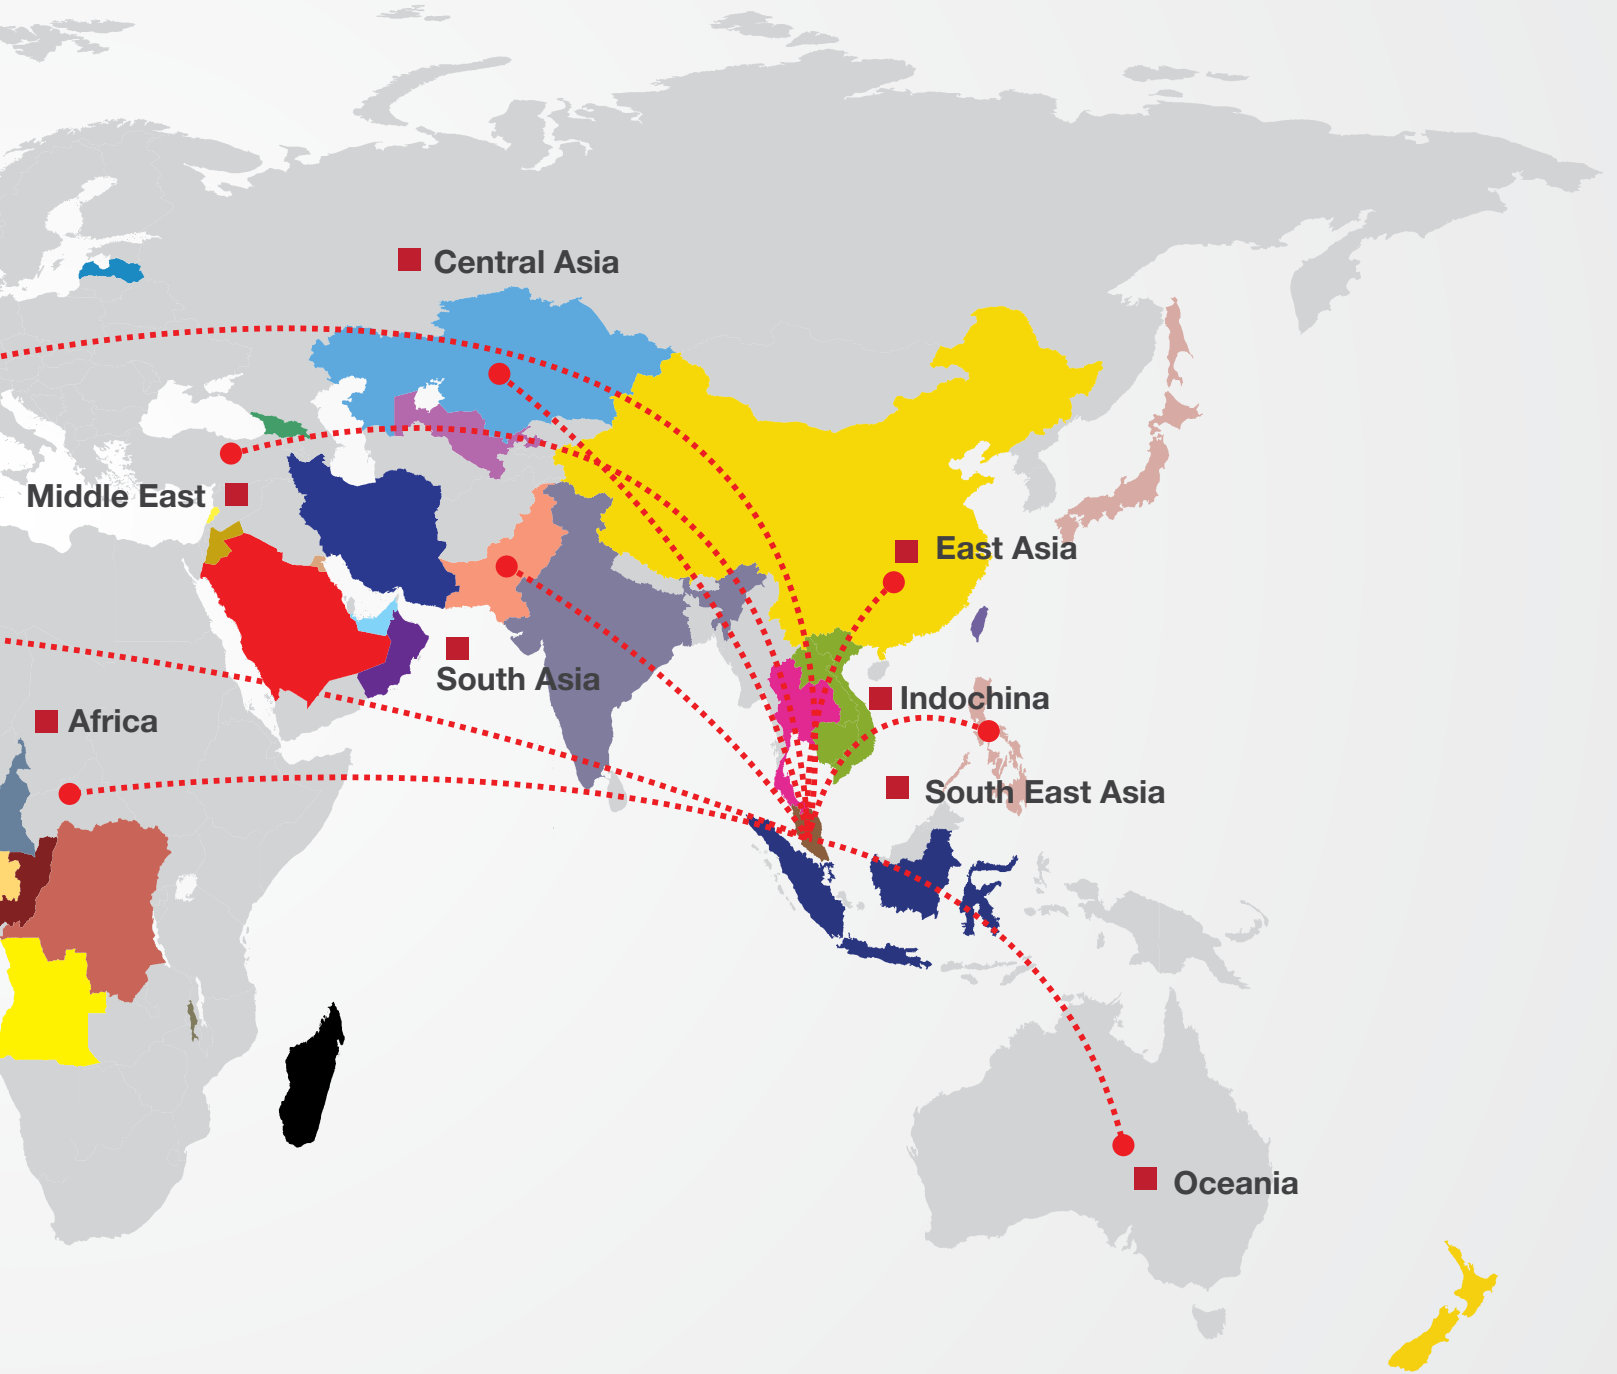 Central Asia
Middle East
East Asia
South Asia
Indochina
Africa
South East Asia
Oceania